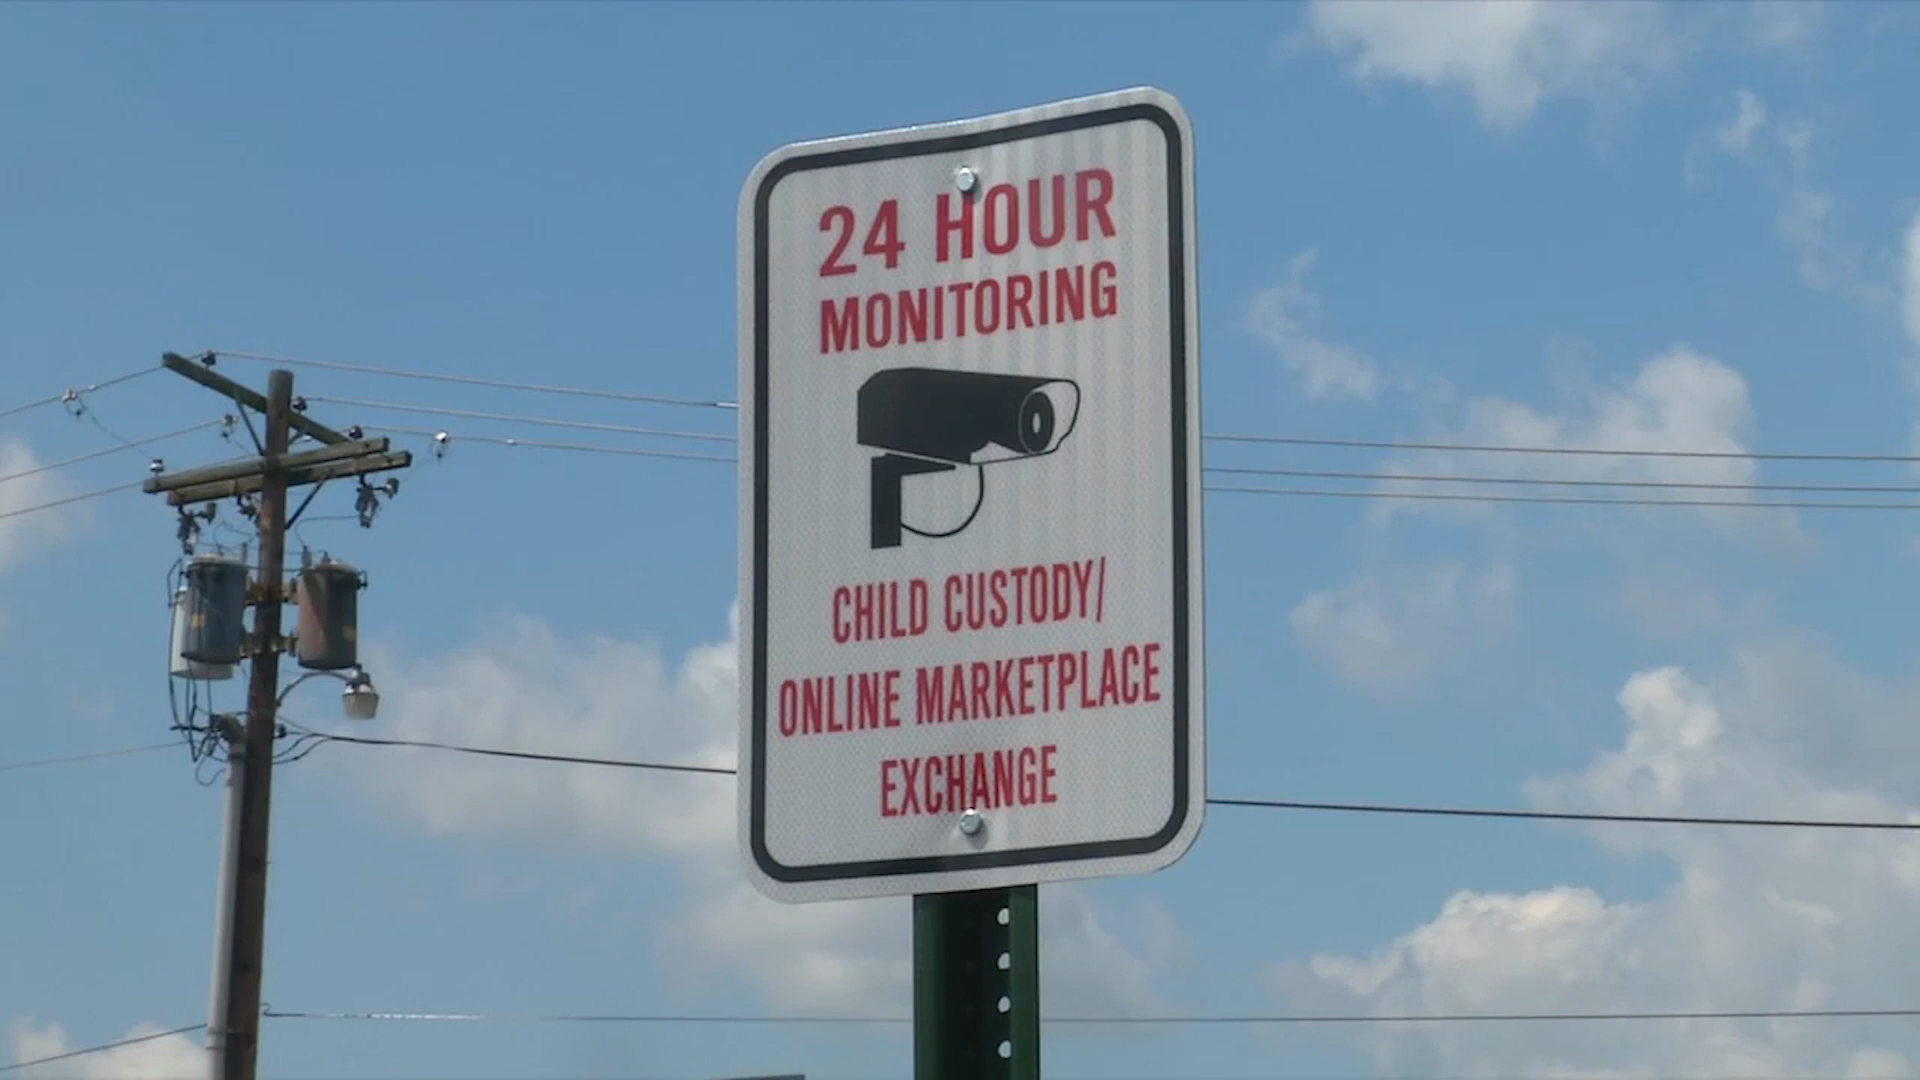 24 HOUR
MONITORING
CHILD CUSTODY/
ONLINE MARKETPLACE
EXCHANGE